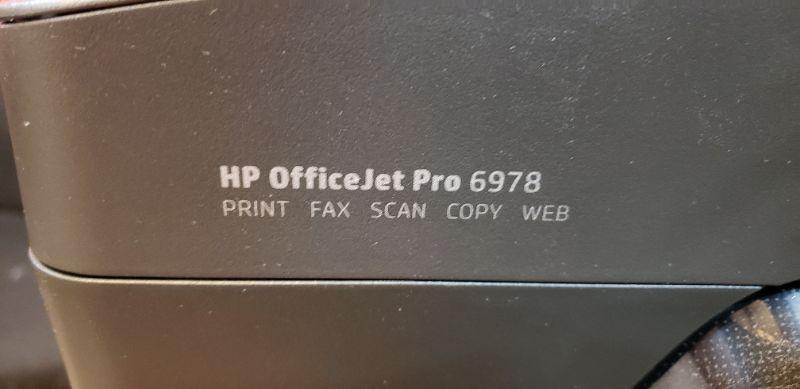 HP OfficeJet Pro 6978
PRINT FAX SCAN COPY WEB